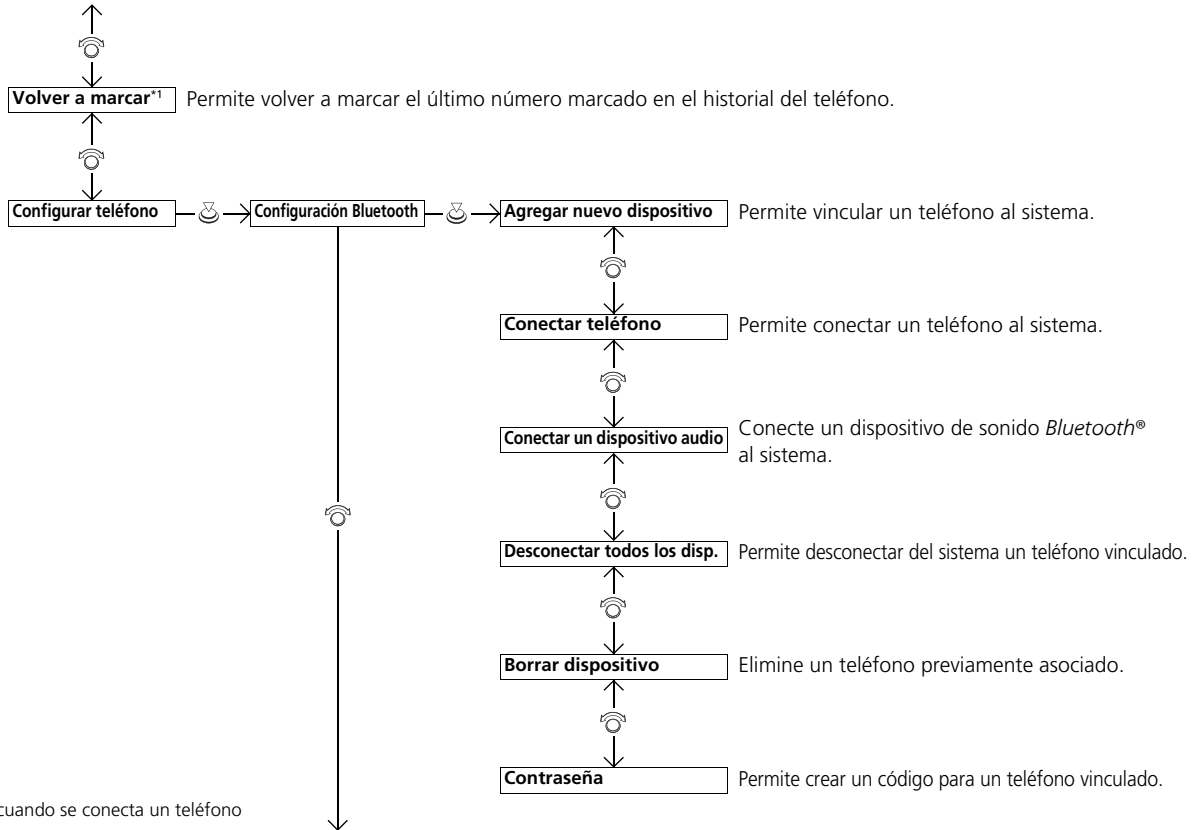 Volver a marcar*1 Permite volver a marcar el último número marcado en el historial del teléfono.
Configurar teléfono Configuración Bluetooth Agregar nuevo dispositivo Permite vincular un teléfono al sistema.
Conectar teléfono Permite conectar un teléfono al sistema.
Conectar un dispositivo audio Conecte un dispositivo de sonido Bluetooth®
al sistema.
Desconectar todos los disp. Permite desconectar del sistema un teléfono vinculado.
Borrar dispositivo Elimine un teléfono previamente asociado.
Contraseña Permite crear un código para un teléfono vinculado.
cuando se conecta un teléfono